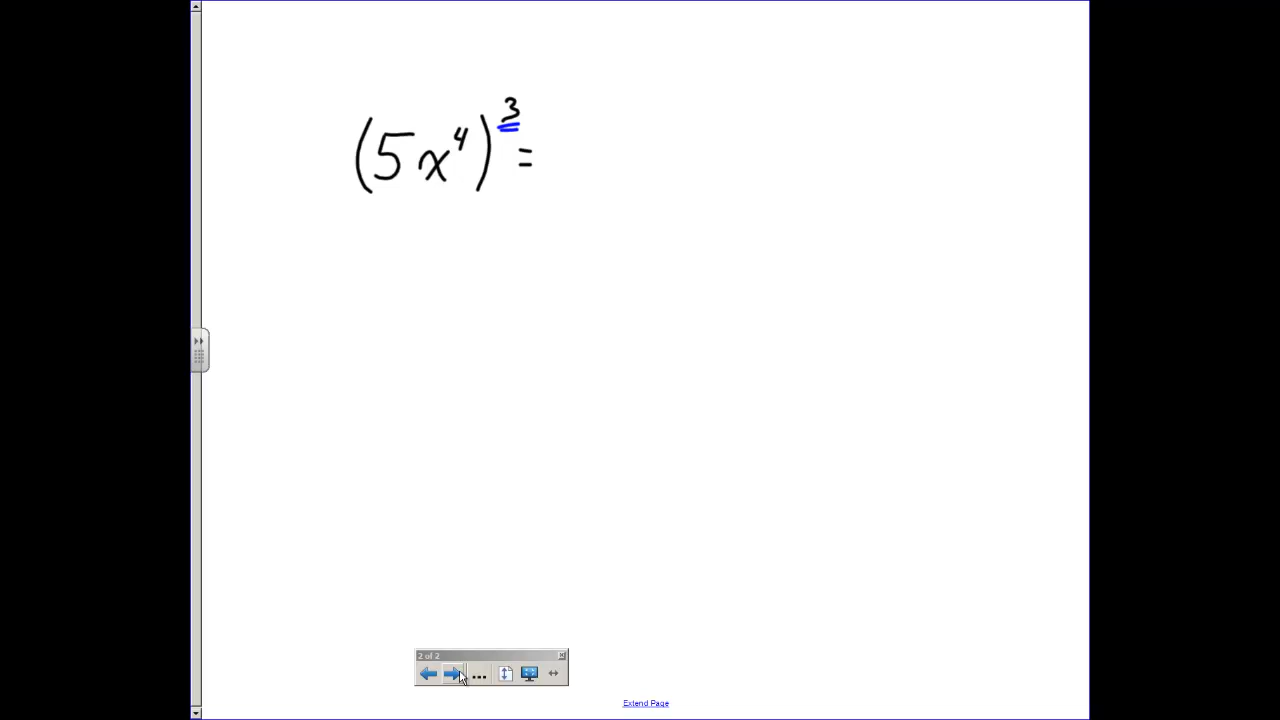 (5x⁴)³ =
2 of 2
Extend Page